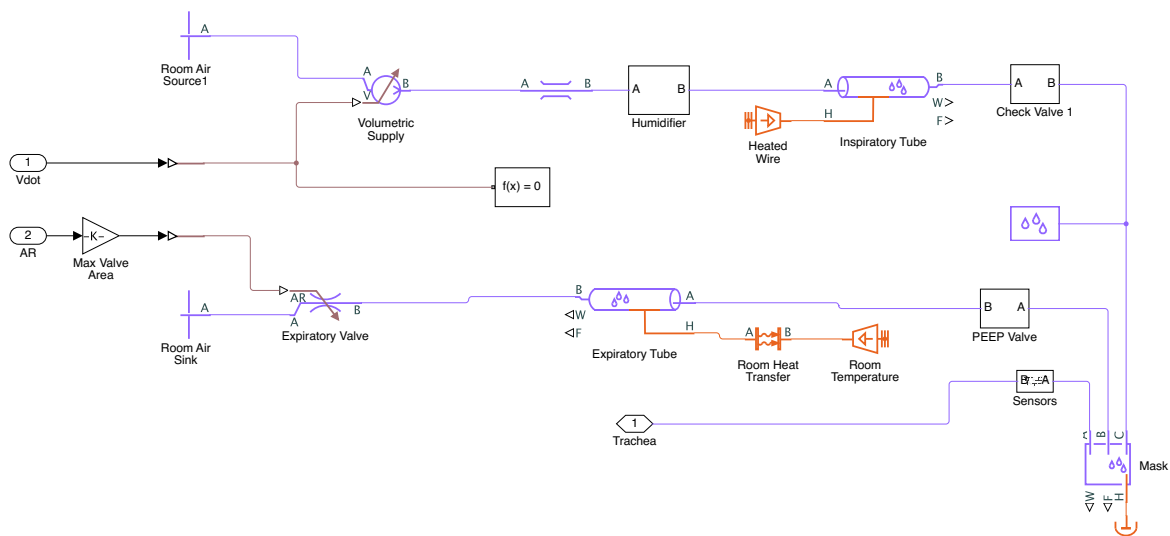 A
Room Air
Source1
A
V
B
Volumetric
Supply
A
B
A
B
Humidifier
A
B
W
F
H
Heated
Wire
Inspiratory Tube
A
B
Check Valve 1
1
Vdot
f(x) = 0
2
AR
-K-
Max Valve
Area
AR
A
B
Expiratory Valve
A
Room Air
Sink
B
A
W
F
H
Expiratory Tube
A
B
Room Heat
Transfer
Room
Temperature
B
A
PEEP Valve
B
A
Sensors
1
Trachea
A
B
C
Mask
W
F
H